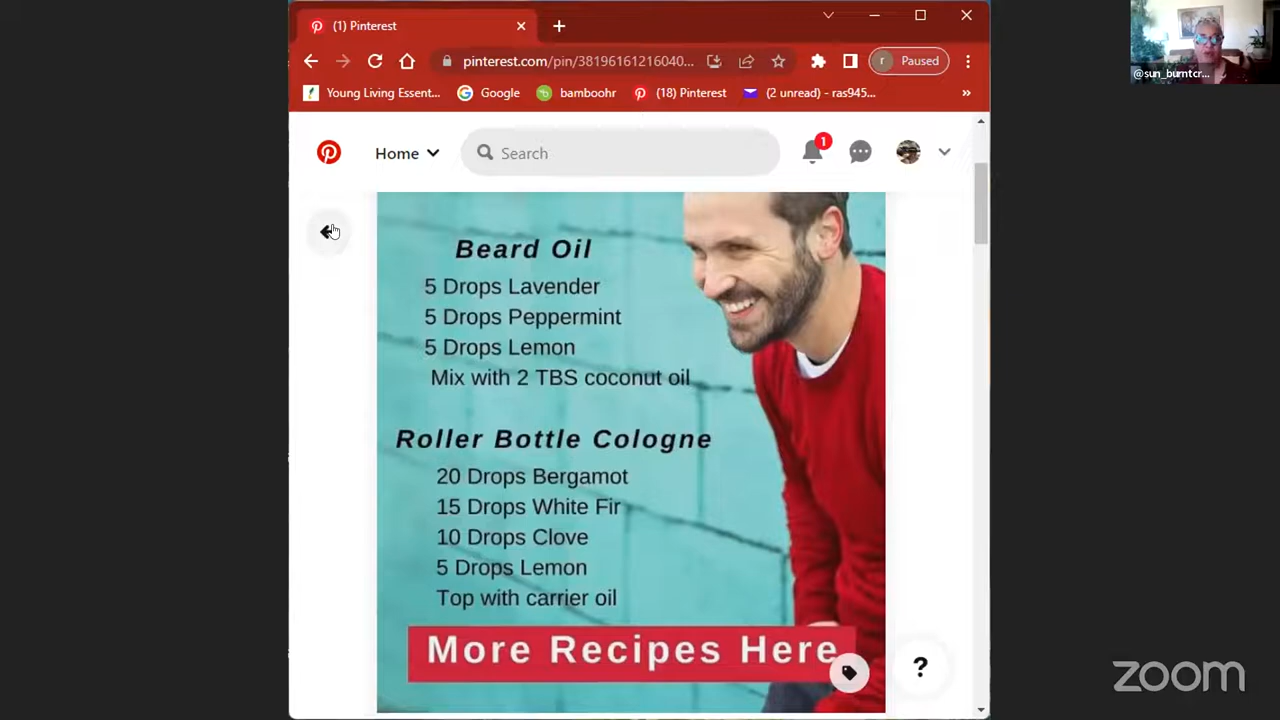 (1) Pinterest
@sun_burntcr...
pinterest.com/pin/38196161216040...
r
Paused
Young Living Essent...
Google
bamboohr
(18) Pinterest
(2 unread) - ras945...
»
Home
Search
1
Beard Oil
5 Drops Lavender
5 Drops Peppermint
5 Drops Lemon
Mix with 2 TBS coconut oil
Roller Bottle Cologne
20 Drops Bergamot
15 Drops White Fir
10 Drops Clove
5 Drops Lemon
Top with carrier oil
More Recipes Here
?
zoom